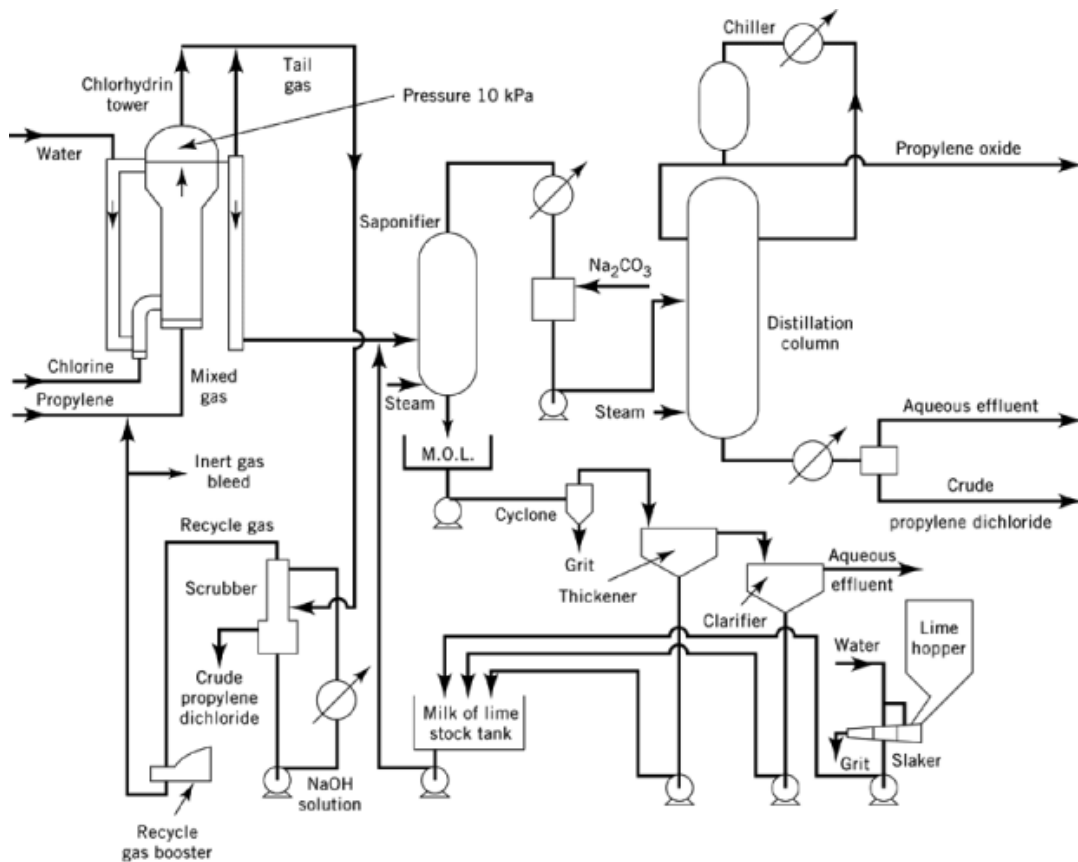 Chiller
Chlorhydrin
tower
Tail
gas
Pressure 10 kPa
Water
Propylene oxide
Saponifier
Na2CO3
Distillation
column
Chlorine
Mixed
gas
Propylene
Steam
Steam
Aqueous effluent
M.O.L.
Inert gas
bleed
Cyclone
Crude
propylene dichloride
Recycle gas
Grit
Thickener
Aqueous
effluent
Scrubber
Clarifier
Lime
hopper
Water
Crude
propylene
dichloride
Milk of lime
stock tank
Grit
Slaker
NaOH
solution
Recycle
gas booster